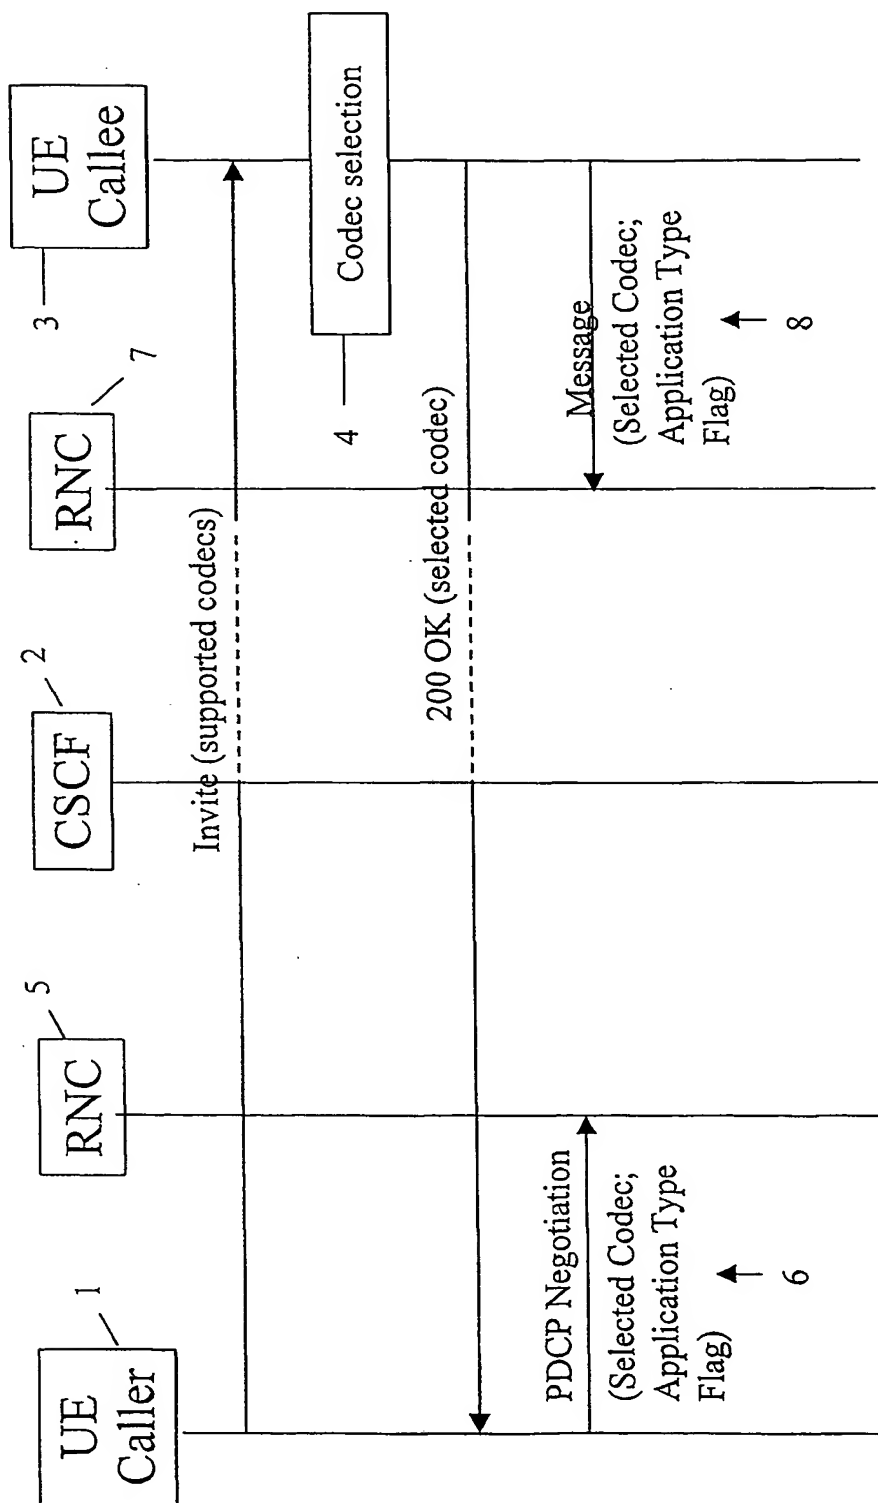 UE
Caller
1
RNC
5
CSCF
2
RNC
7
UE
Callee
3
Invite (supported codecs)
Codec selection
4
200 OK (selected codec)
PDCP Negotiation
(Selected Codec;
Application Type
Flag)
6
Message
(Selected Codec;
Application Type
Flag)
8